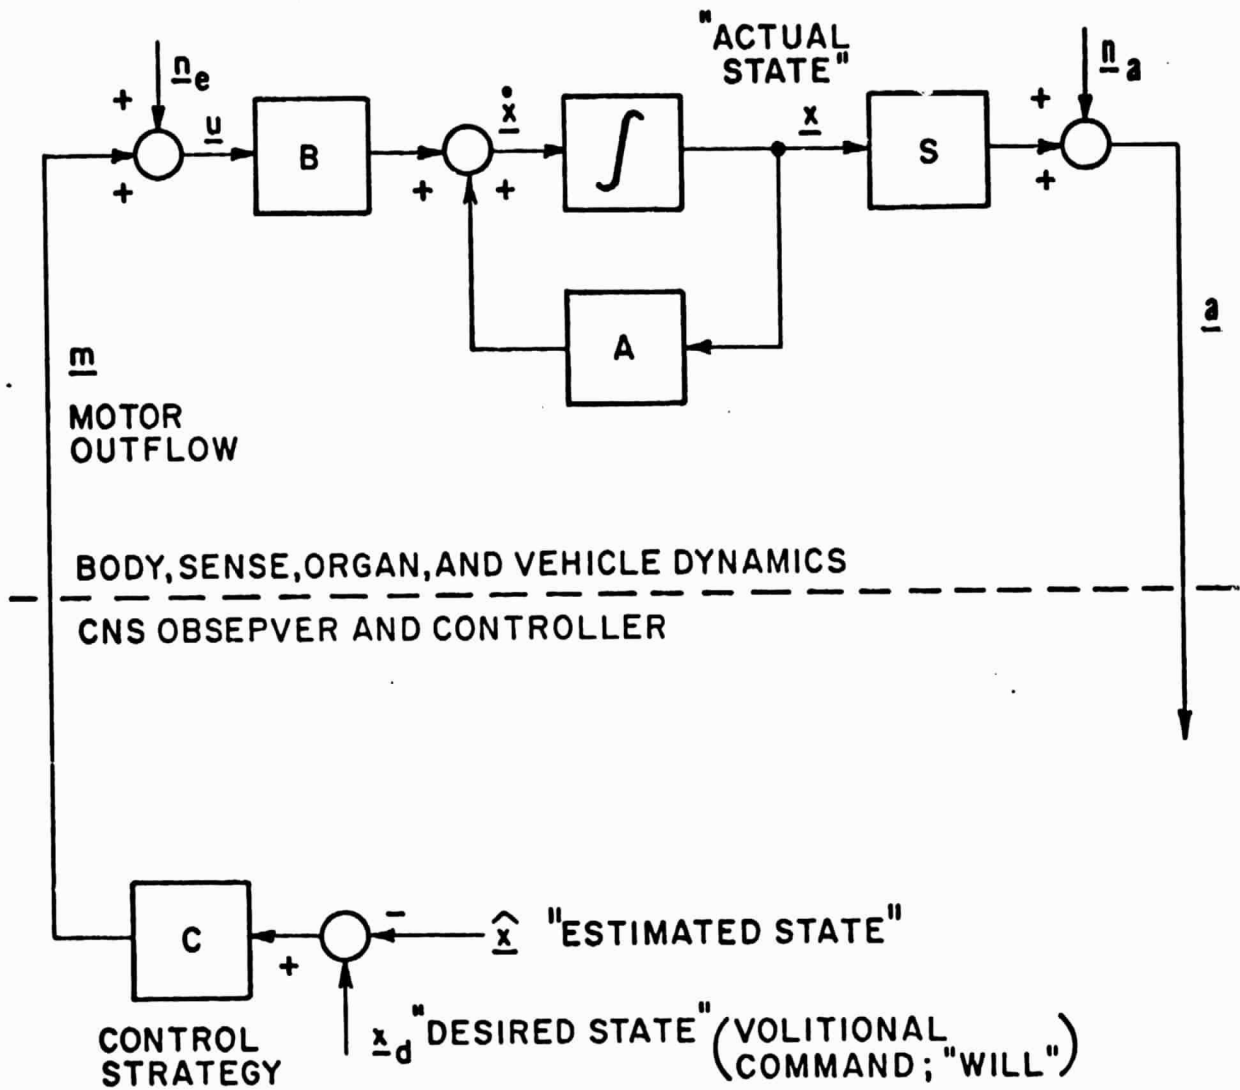 "ACTUAL
STATE"
+
n_e
+
u
B
+
ẋ
+
∫
x
S
+
n_a
+
A
a
m
MOTOR
OUTFLOW
BODY, SENSE, ORGAN, AND VEHICLE DYNAMICS
CNS OBSEPVER AND CONTROLLER
C
+
-
x̂ "ESTIMATED STATE"
x_d "DESIRED STATE" (VOLITIONAL
COMMAND; "WILL")
CONTROL
STRATEGY